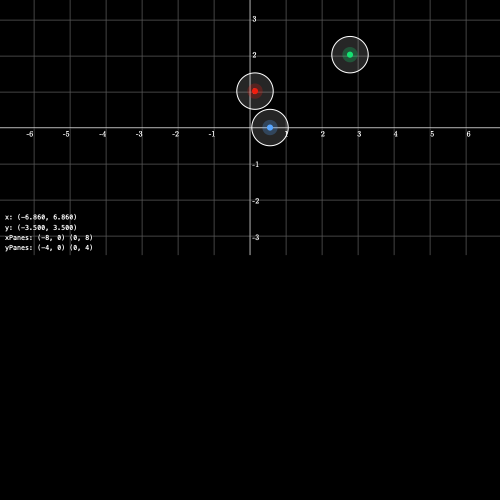 3
2
-6 -5 -4 -3 -2 -1 1 2 3 4 5 6
-1
-2
-3
x: (−6.860, 6.860)
y: (−3.500, 3.500)
xPanes: (−8, 0) (0, 8)
yPanes: (−4, 0) (0, 4)